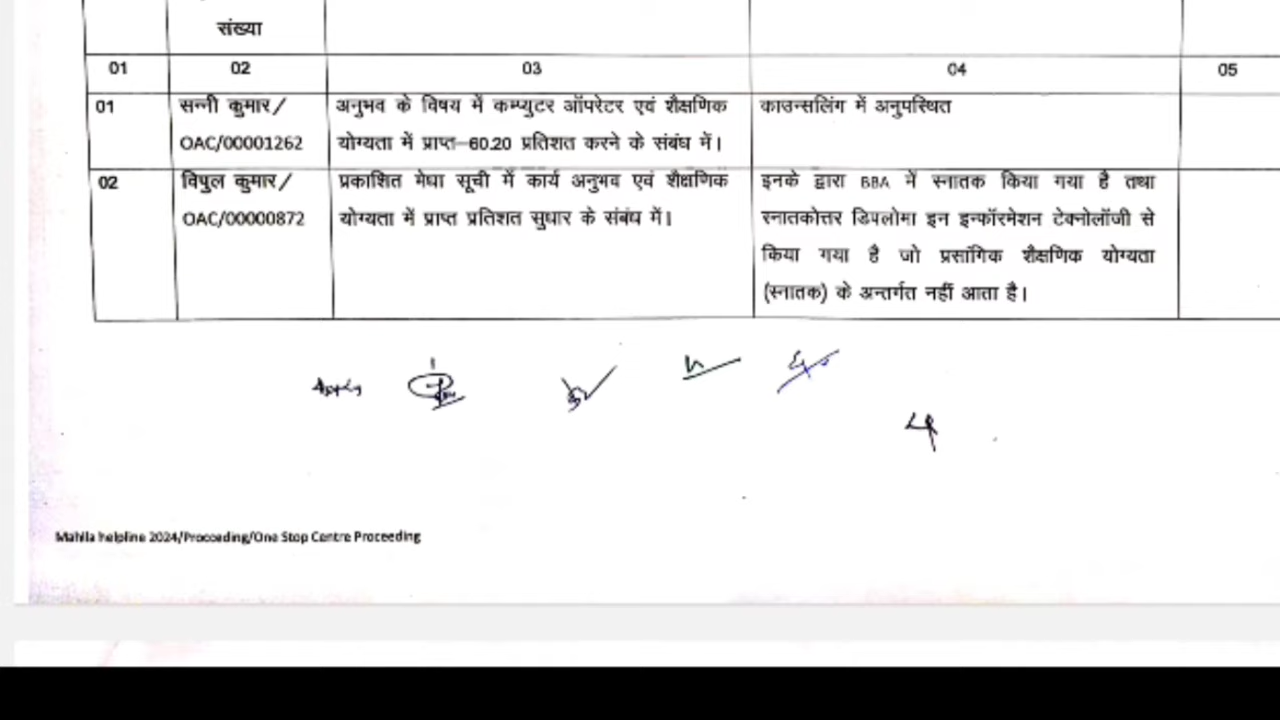 संख्या
01 02 03 04 05
01 सन्नी कुमार/ अनुभव के विषय में कम्प्युटर ऑपरेटर एवं शैक्षणिक काउन्सलिंग में अनुपस्थित
OAC/00001262 योग्यता में प्राप्त–60.20 प्रतिशत करने के संबंध में।
02 विपुल कुमार/ प्रकाशित मेघा सूची में कार्य अनुभव एवं शैक्षणिक इनके द्वारा BBA में स्नातक किया गया है तथा
OAC/00000872 योग्यता में प्राप्त प्रतिशत सुधार के संबंध में। स्नातकोत्तर डिपलोमा इन इन्फॉरमेशन टेक्नोलॉजी से
किया गया है जो प्रसांगिक शैक्षणिक योग्यता
(स्नातक) के अन्तर्गत नहीं आता है।
Mahila helpline 2024/Proceeding/One Stop Centre Proceeding